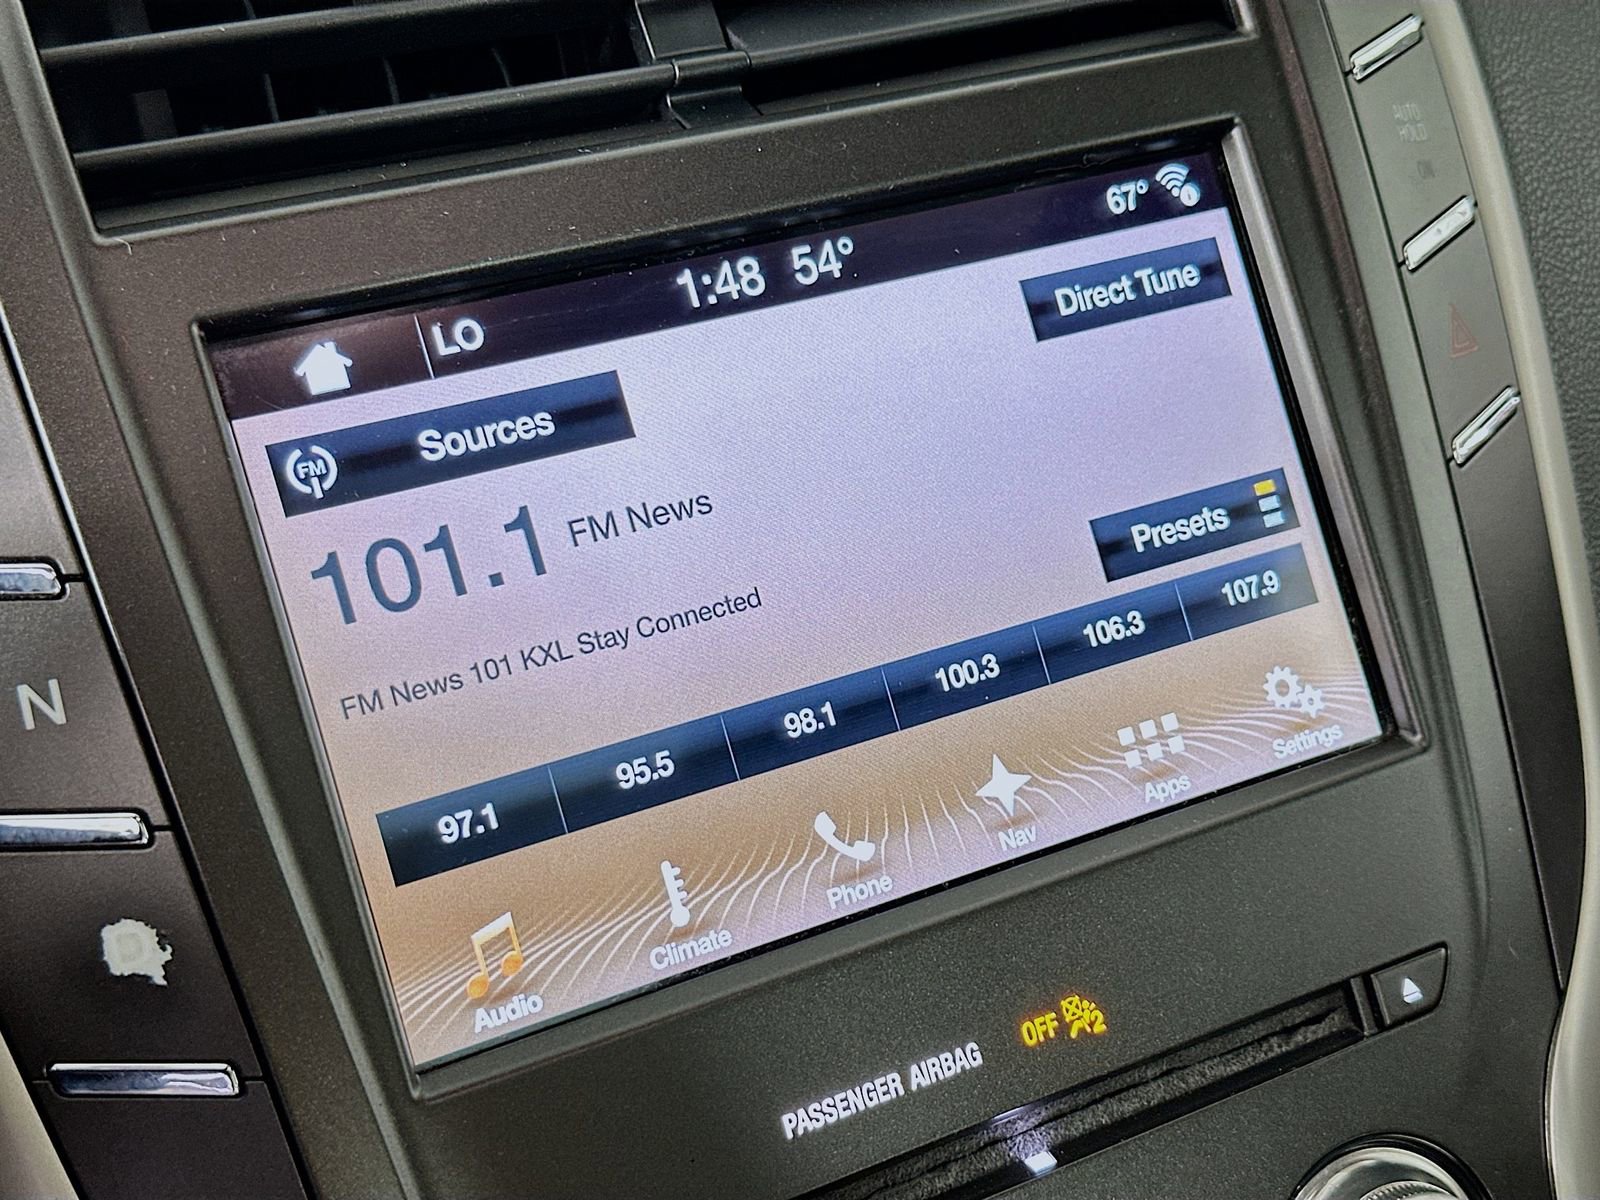 LO
1:48 54°
67°
Direct Tune
FM
Sources
101.1 FM News
FM News 101 KXL Stay Connected
Presets
97.1
95.5
98.1
100.3
106.3
107.9
Audio
Climate
Phone
Nav
Apps
Settings
PASSENGER AIRBAG
OFF
2
N
AUTO
HOLD
ON